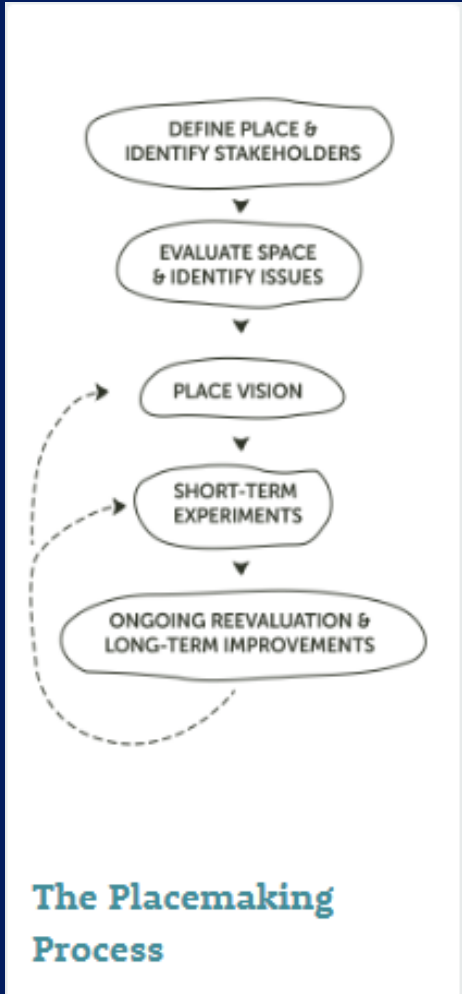 DEFINE PLACE &
IDENTIFY STAKEHOLDERS
EVALUATE SPACE
& IDENTIFY ISSUES
PLACE VISION
SHORT-TERM
EXPERIMENTS
ONGOING REEVALUATION &
LONG-TERM IMPROVEMENTS
The Placemaking
Process